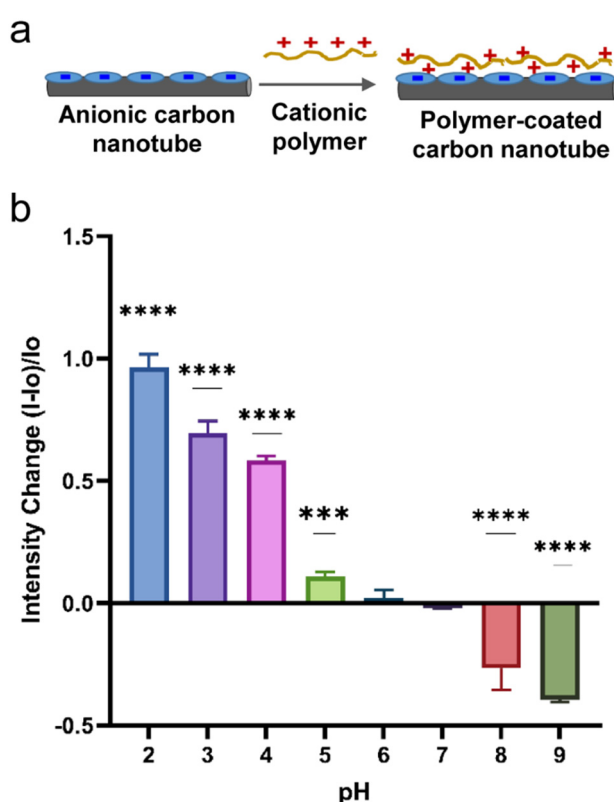 a
+ + + +
Anionic carbon
nanotube
Cationic
polymer
Polymer-coated
carbon nanotube
b
Intensity Change (I-Io)/Io
1.5
1.0
0.5
0.0
-0.5
****
****
****
***
****
****
2 3 4 5 6 7 8 9
pH